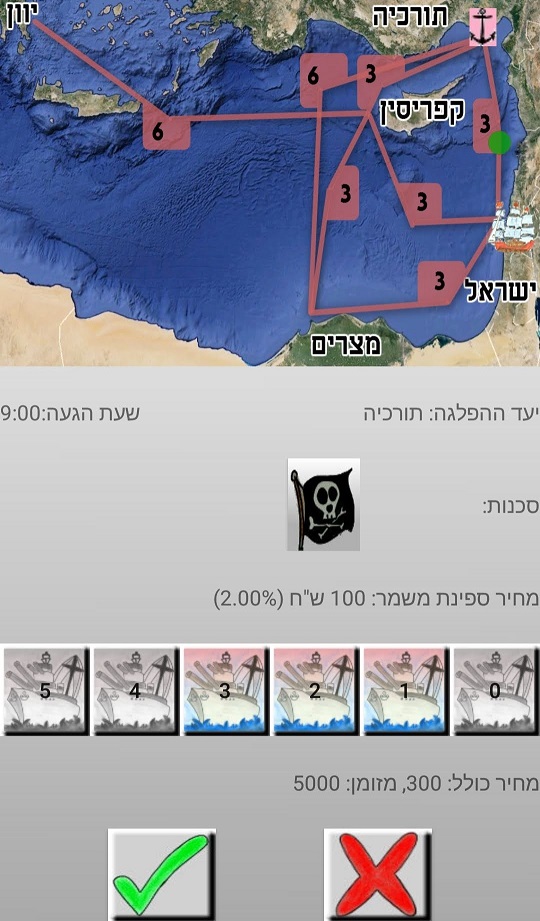 יוון
תורכיה
6
3
קפריסין
6
3
3
3
3
ישראל
מצרים
יעד ההפלגה: תורכיה
שעת הגעה:9:00
סכנות:
מחיר ספינת משמר: 100 ש"ח (2.00%)
5 4 3 2 1 0
מחיר כולל: 300, מזומן: 5000